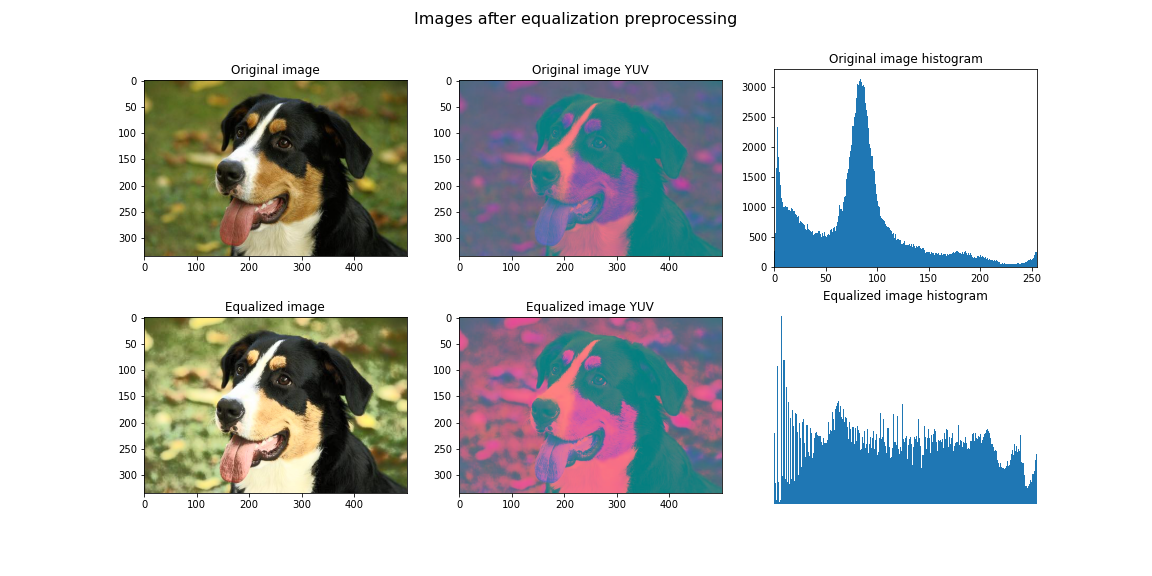 Images after equalization preprocessing
Original image
Original image YUV
Original image histogram
0
50
100
150
200
250
300
0 100 200 300 400
0
50
100
150
200
250
300
0 100 200 300 400
3000
2500
2000
1500
1000
500
0
0 50 100 150 200 250
Equalized image
Equalized image YUV
Equalized image histogram
0
50
100
150
200
250
300
0 100 200 300 400
0
50
100
150
200
250
300
0 100 200 300 400